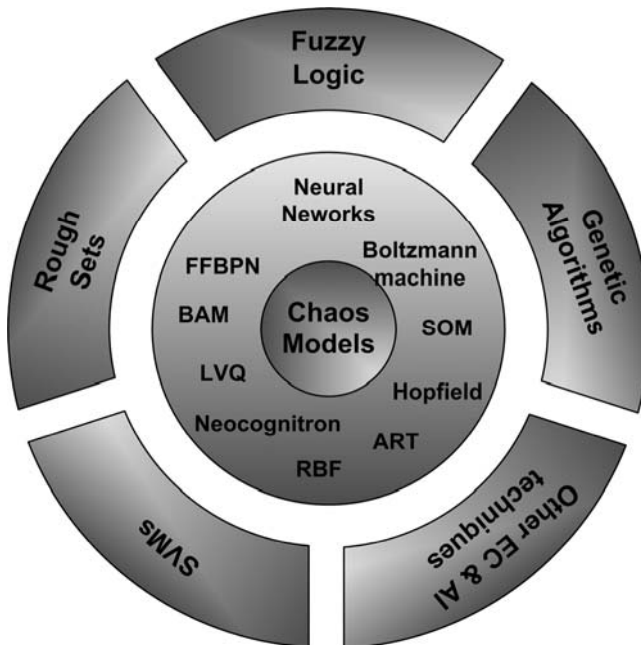 Fuzzy
Logic
Genetic
Algorithms
Other EC & AI
techniques
SVMs
Rough
Sets
Neural
Neworks
Boltzmann
machine
FFBPN
BAM
SOM
LVQ
Hopfield
Neocognitron
ART
RBF
Chaos
Models